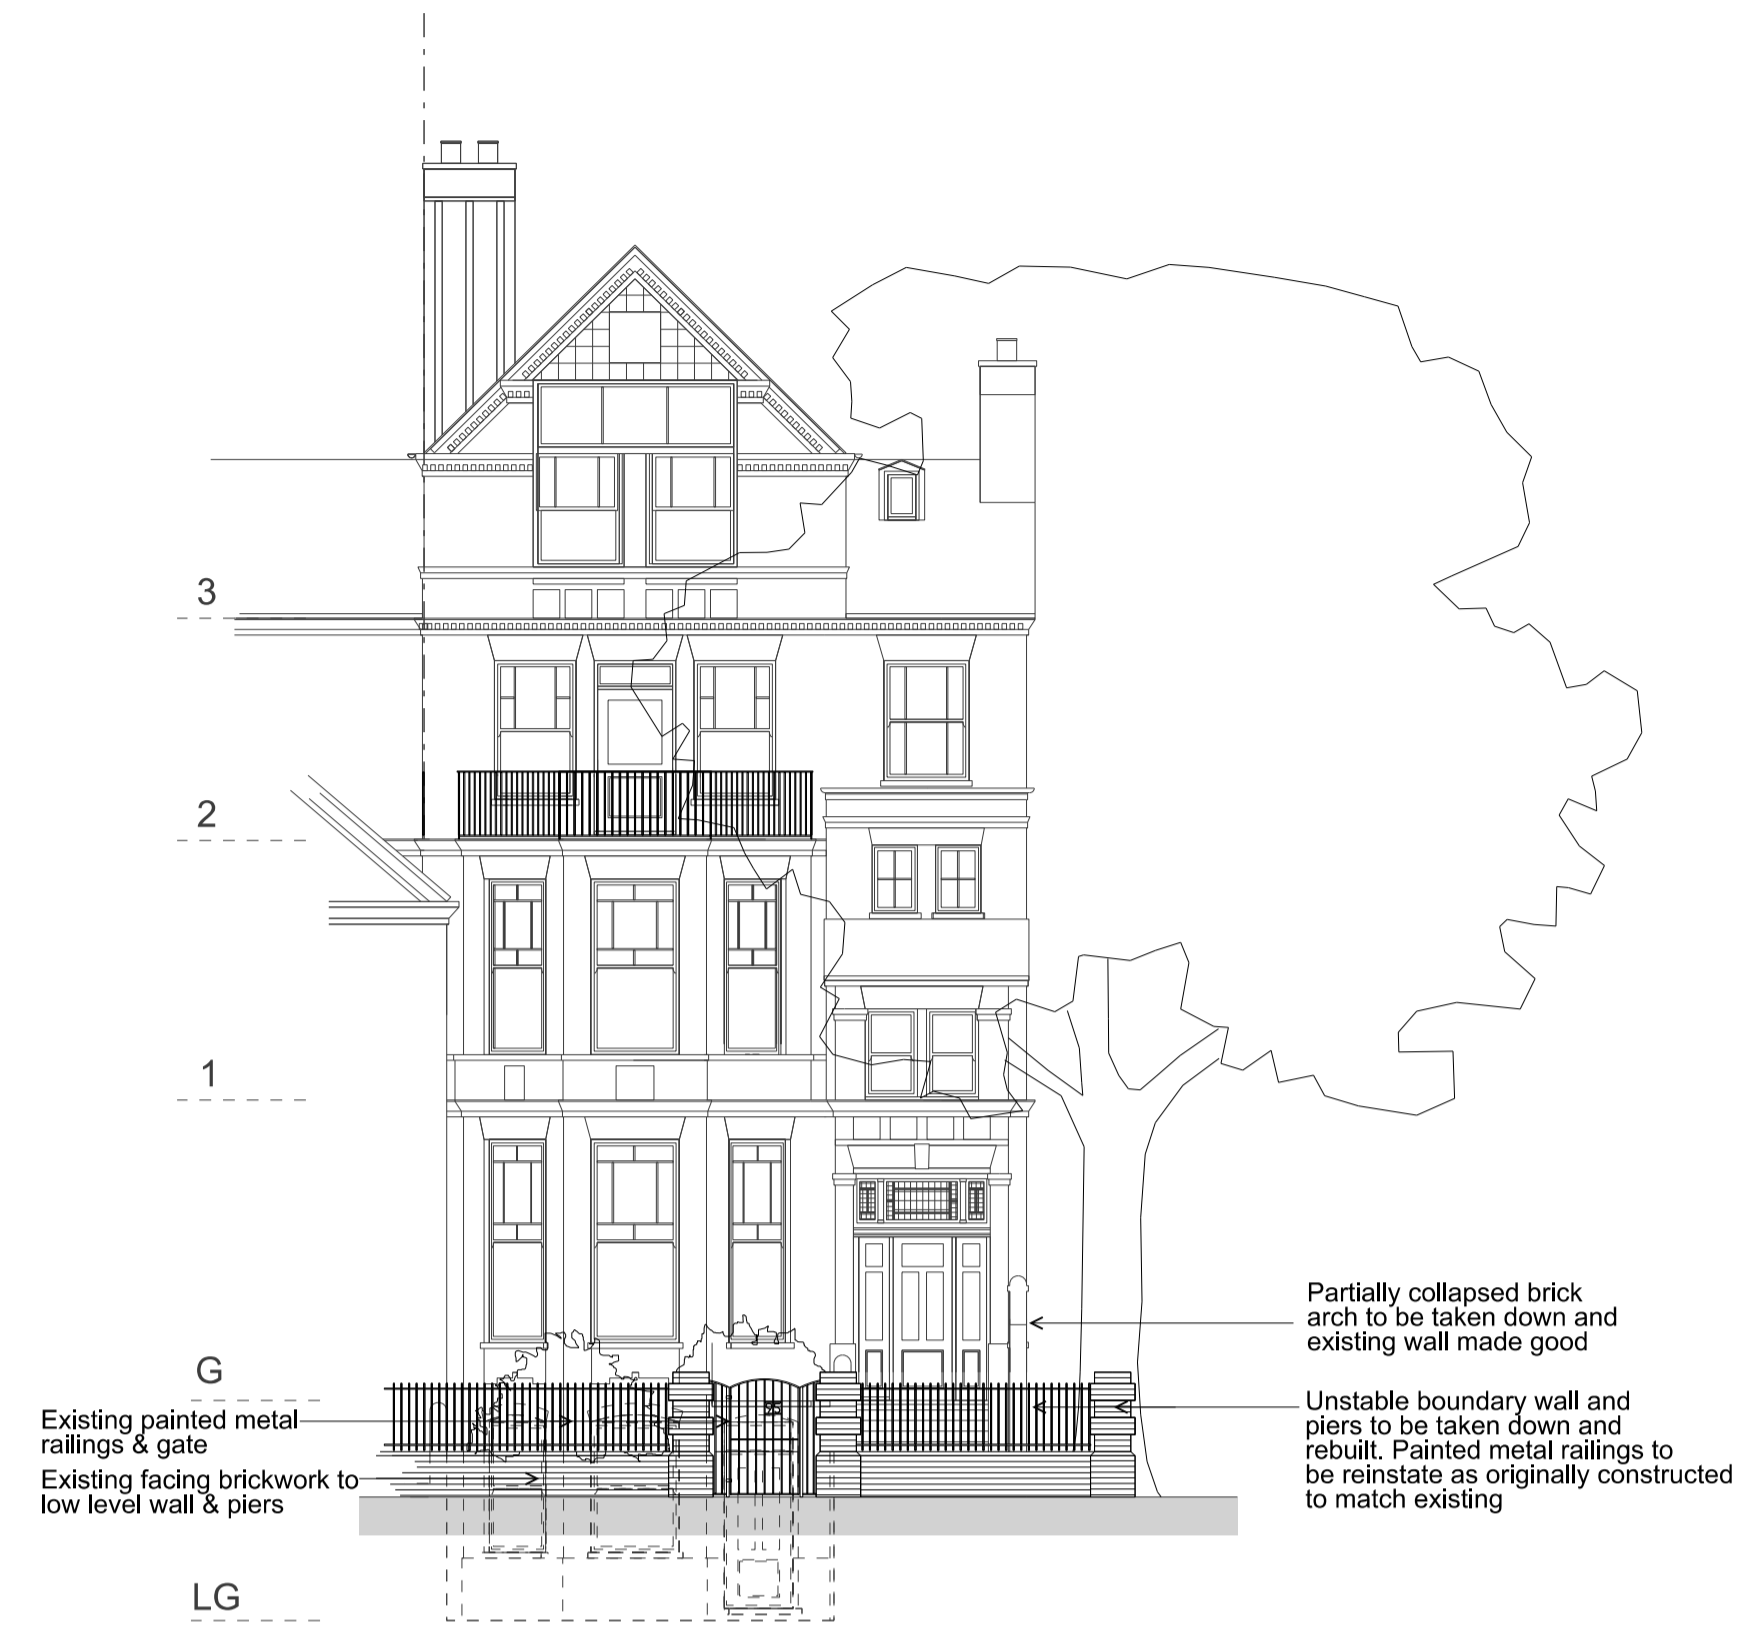 3
2
1
G
LG
Existing painted metal
railings & gate
Existing facing brickwork to
low level wall & piers
Partially collapsed brick
arch to be taken down and
existing wall made good
Unstable boundary wall and
piers to be taken down and
rebuilt. Painted metal railings to
be reinstate as originally constructed
to match existing